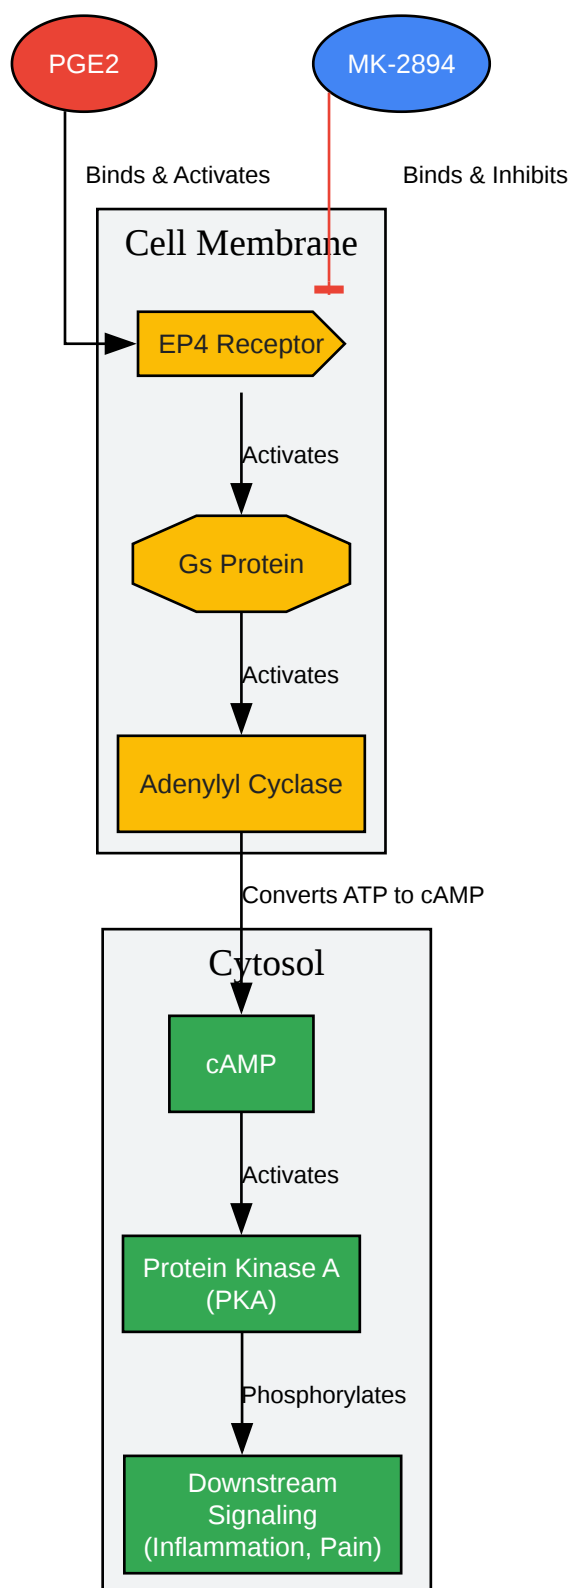 PGE2
MK-2894
Binds & Activates
Binds & Inhibits
Cell Membrane
EP4 Receptor
Activates
Gs Protein
Activates
Adenylyl Cyclase
Converts ATP to cAMP
Cytosol
cAMP
Activates
Protein Kinase A
(PKA)
Phosphorylates
Downstream
Signaling
(Inflammation, Pain)